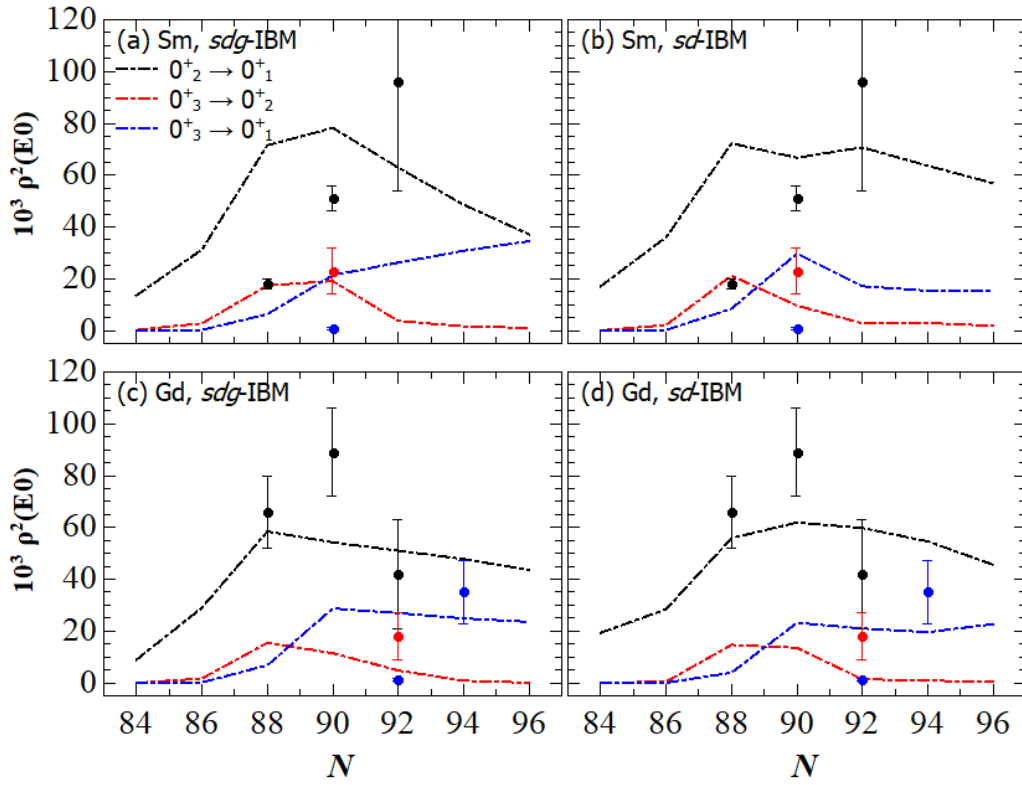 120
100
80
60
40
20
0
10³ ρ²(E0)
(a) Sm, sdg-IBM
0⁺₂ → 0⁺₁
0⁺₃ → 0⁺₂
0⁺₃ → 0⁺₁
(b) Sm, sd-IBM
120
100
80
60
40
20
0
10³ ρ²(E0)
(c) Gd, sdg-IBM
(d) Gd, sd-IBM
84 86 88 90 92 94 96 84 86 88 90 92 94 96
N N